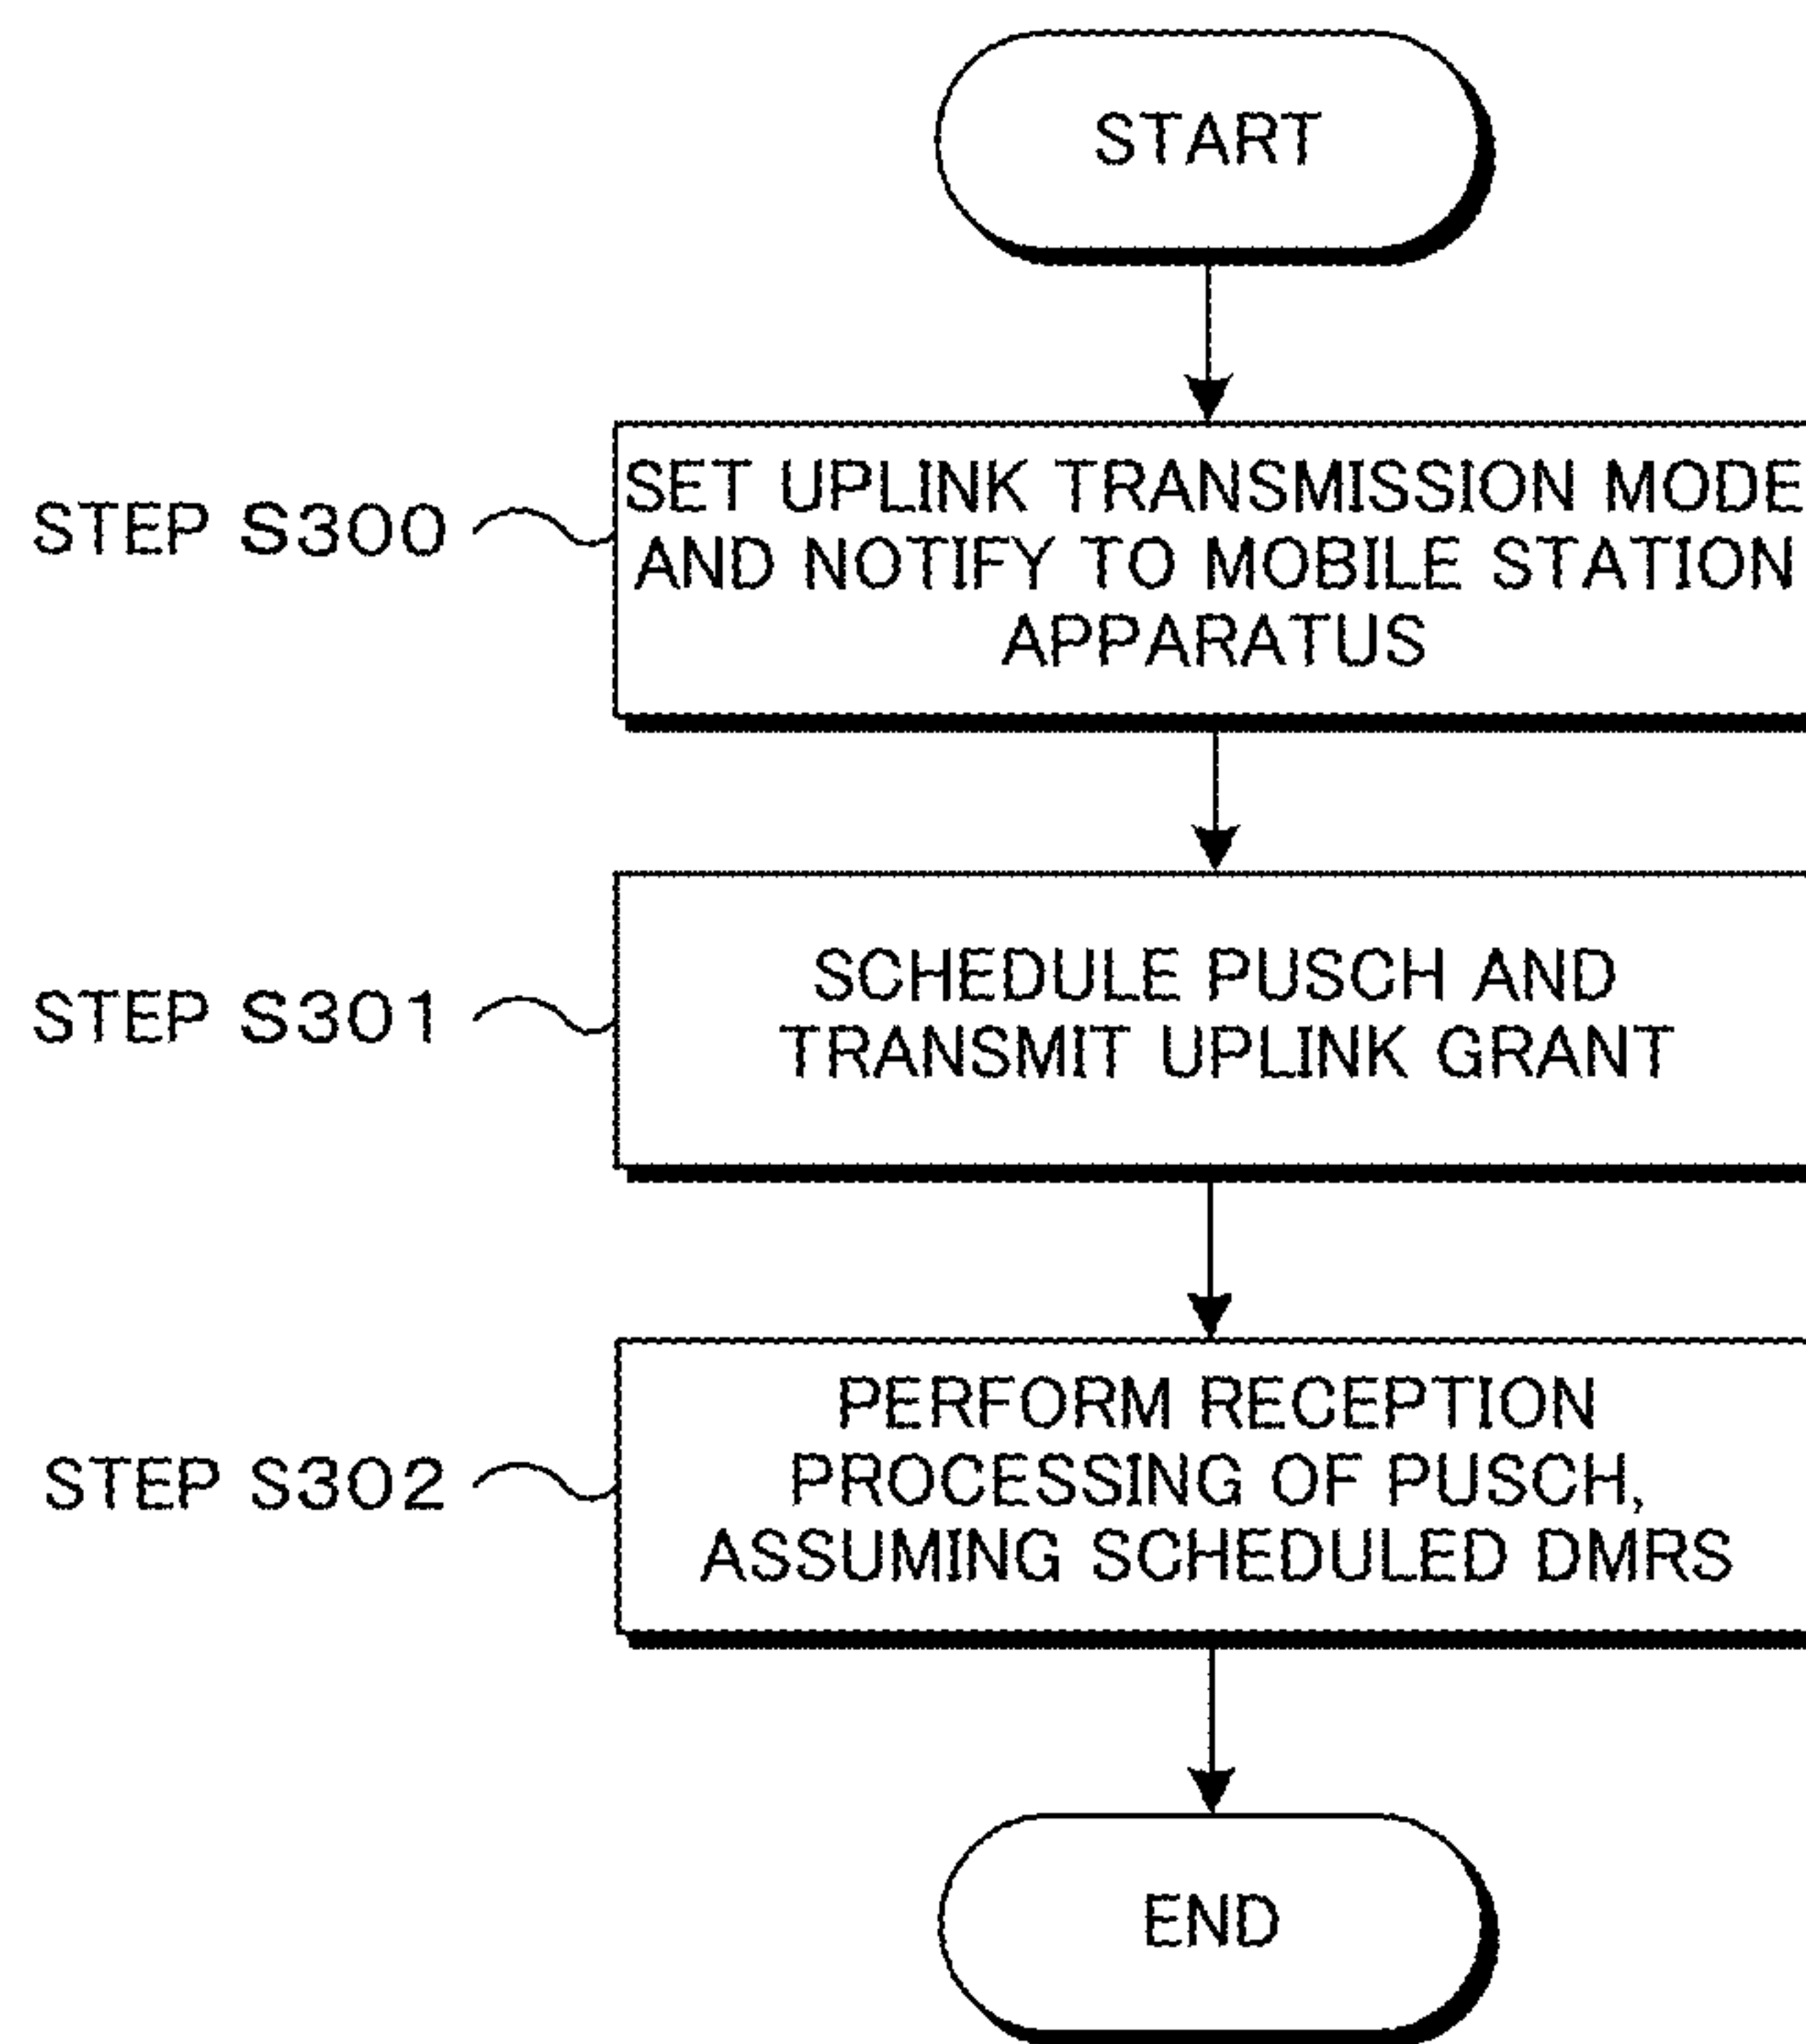 START
STEP S300
SET UPLINK TRANSMISSION MODE
AND NOTIFY TO MOBILE STATION
APPARATUS
STEP S301
SCHEDULE PUSCH AND
TRANSMIT UPLINK GRANT
STEP S302
PERFORM RECEPTION
PROCESSING OF PUSCH,
ASSUMING SCHEDULED DMRS
END